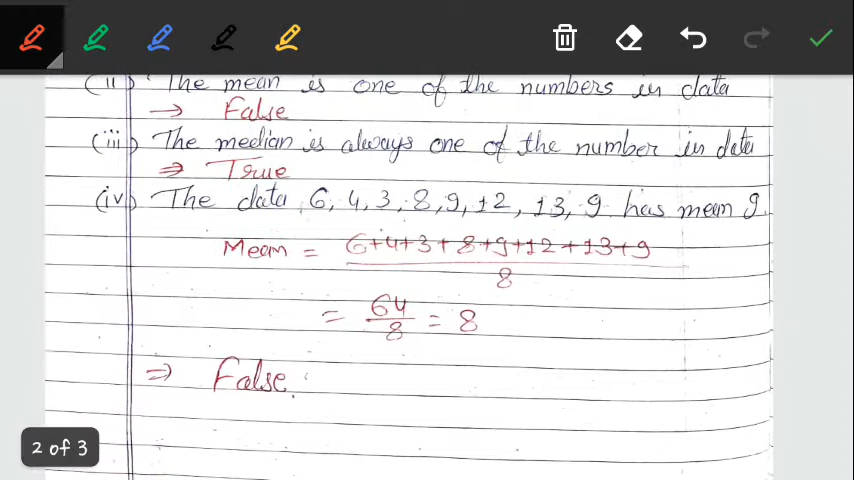 (ii) The mean is one of the numbers in data
→ False
(iii) The median is always one of the number in data
⇒ True
(iv) The data 6, 4, 3, 8, 9, 12, 13, 9 has mean 9.
Mean = 6+4+3+8+9+12+13+9
8
= 64/8 = 8
⇒ False
2 of 3